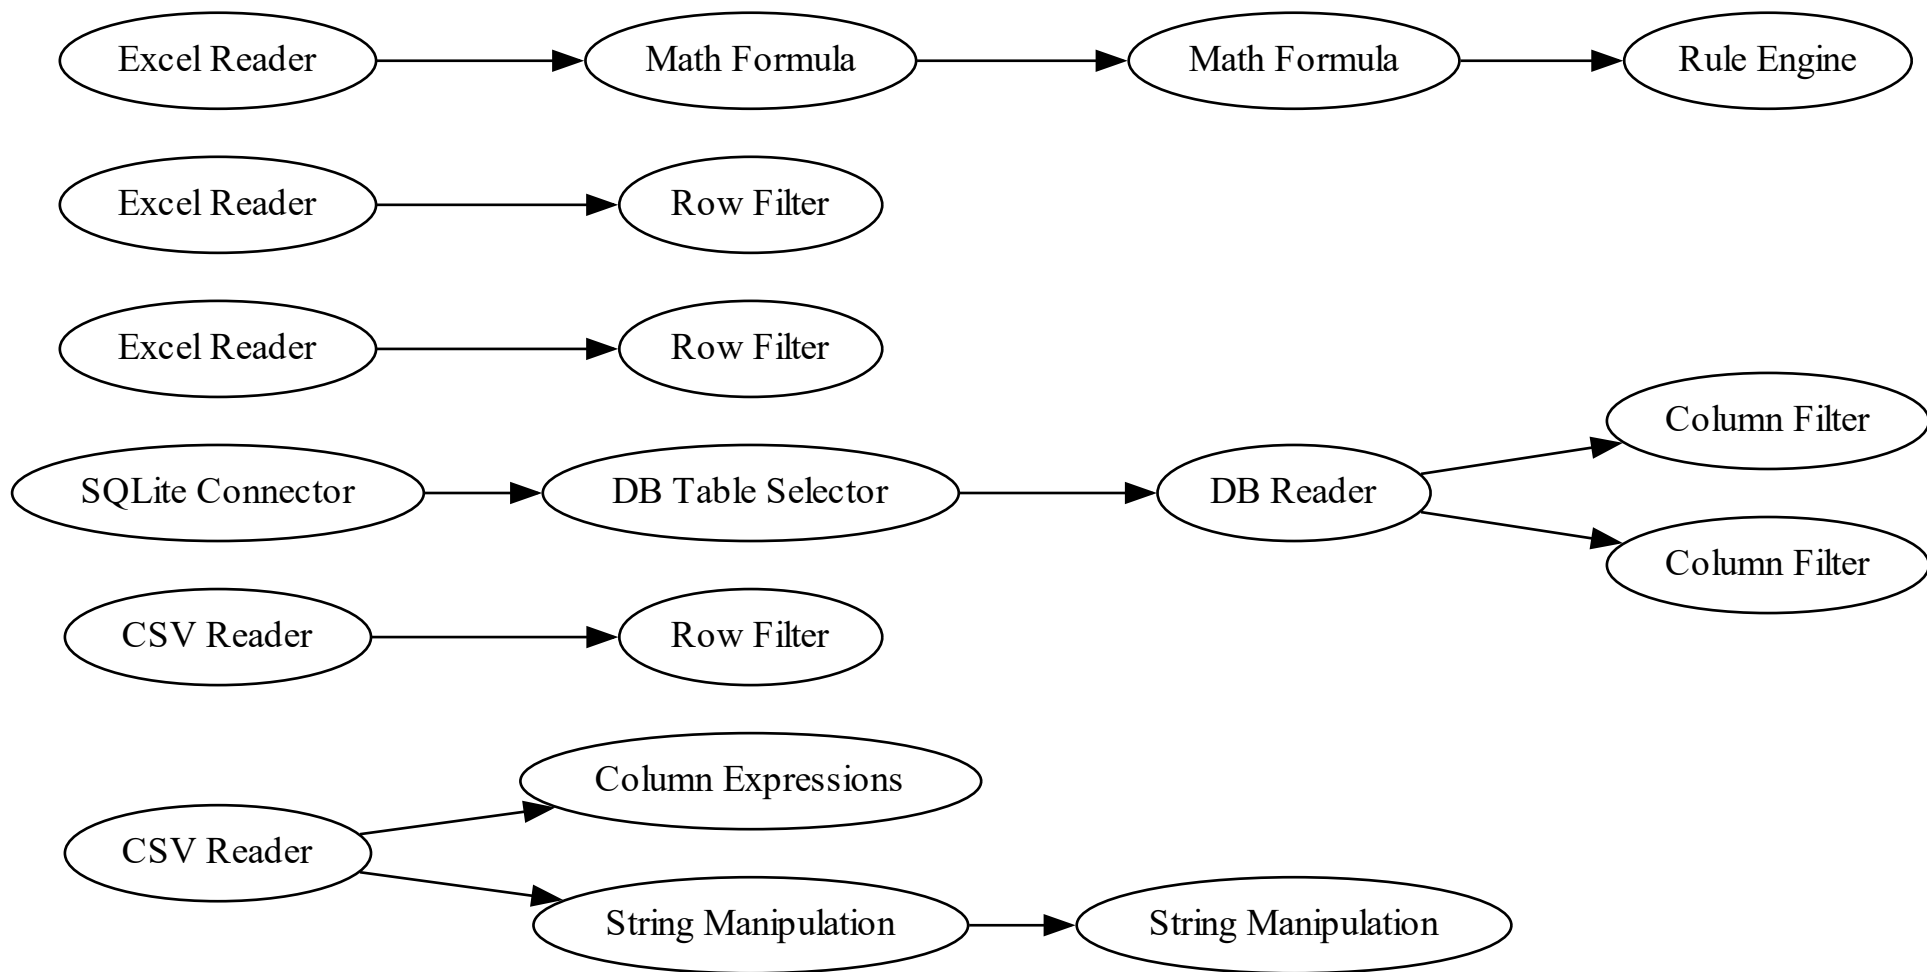 Excel Reader
Math Formula
Math Formula
Rule Engine
Excel Reader
Row Filter
Excel Reader
Row Filter
Column Filter
SQLite Connector
DB Table Selector
DB Reader
Column Filter
CSV Reader
Row Filter
Column Expressions
CSV Reader
String Manipulation
String Manipulation